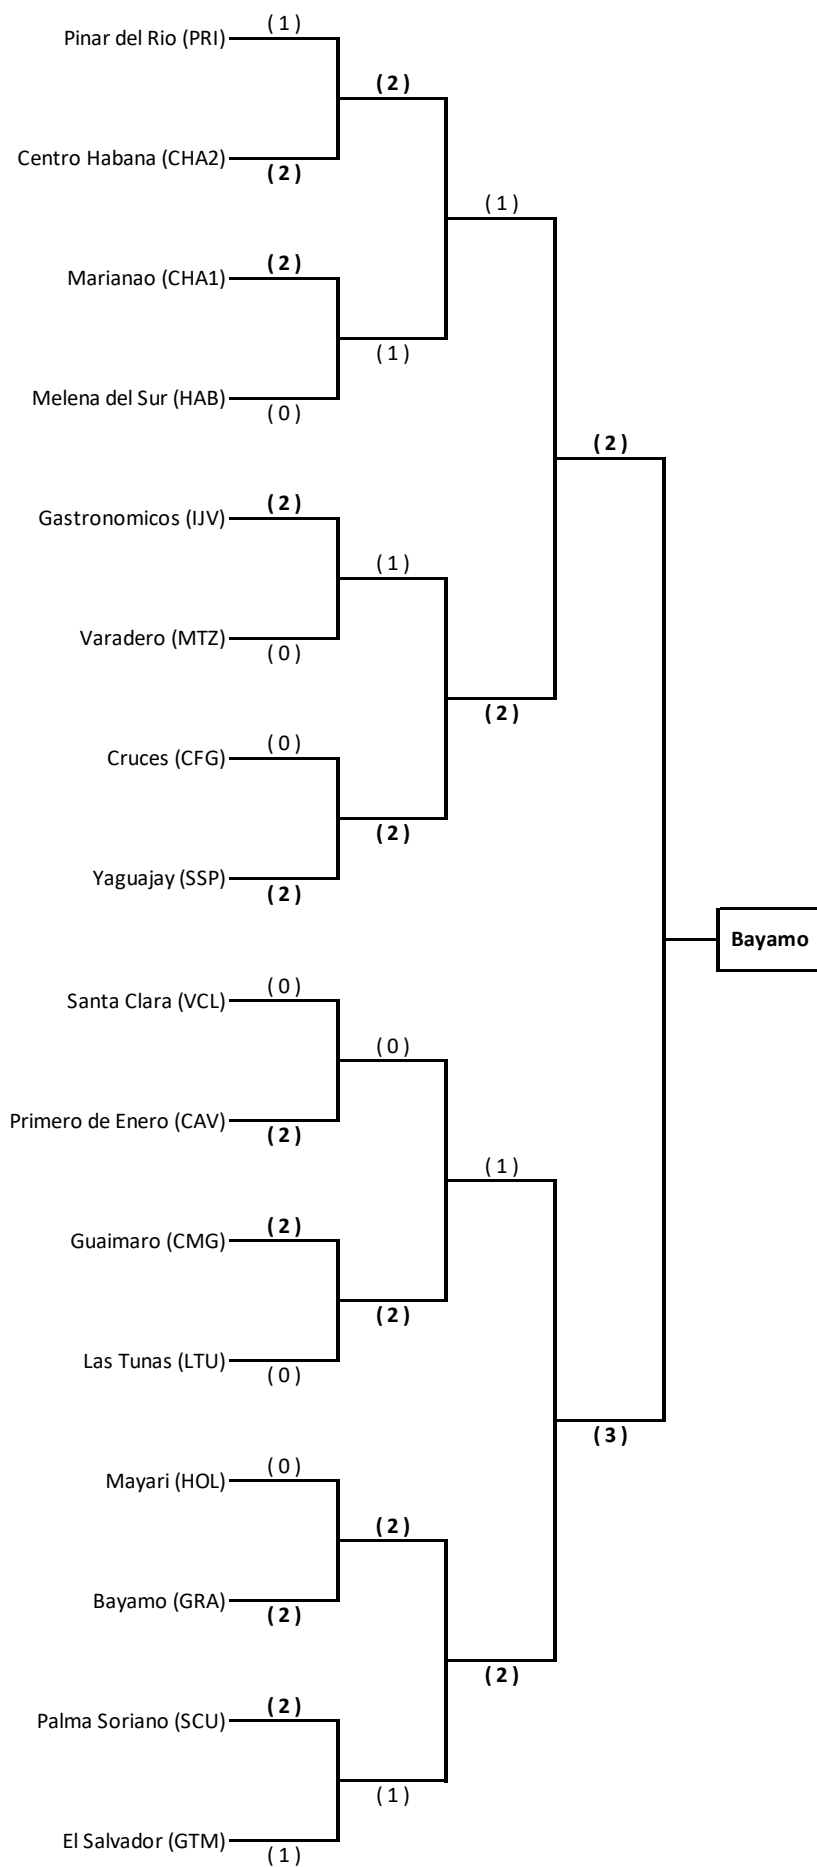 ( 1 )
Pinar del Rio (PRI)
( 2 )
Centro Habana (CHA2)
( 2 )
( 1 )
( 2 )
Marianao (CHA1)
( 1 )
Melena del Sur (HAB)
( 0 )
( 2 )
( 2 )
Gastronomicos (IJV)
( 1 )
Varadero (MTZ)
( 0 )
( 2 )
( 0 )
Cruces (CFG)
( 2 )
Yaguajay (SSP)
( 2 )
Bayamo
( 0 )
Santa Clara (VCL)
( 0 )
Primero de Enero (CAV)
( 2 )
( 1 )
( 2 )
Guaimaro (CMG)
( 2 )
Las Tunas (LTU)
( 0 )
( 3 )
( 0 )
Mayari (HOL)
( 2 )
Bayamo (GRA)
( 2 )
( 2 )
( 2 )
Palma Soriano (SCU)
( 1 )
El Salvador (GTM)
( 1 )